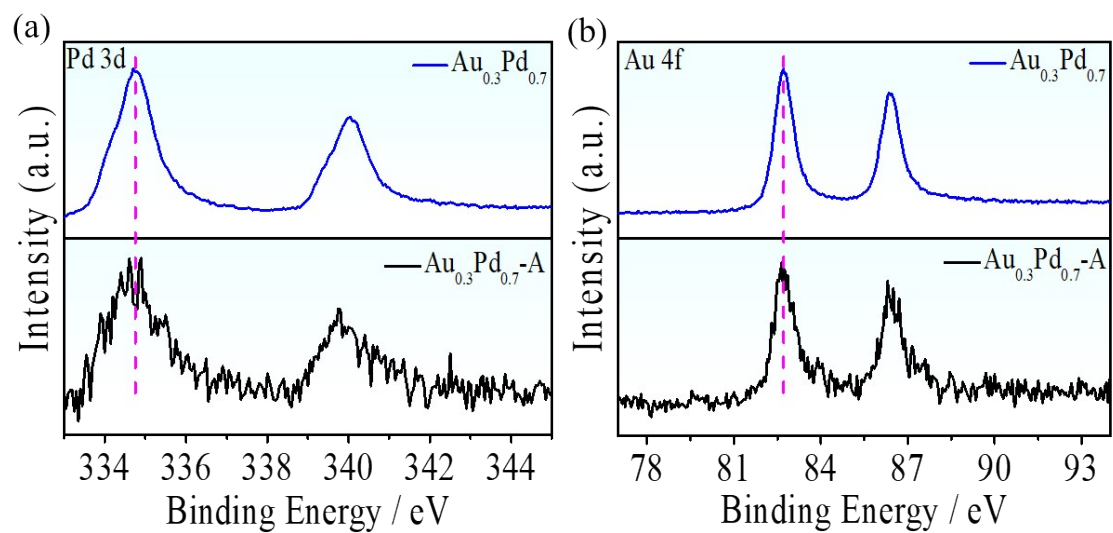 (a)
Pd 3d
Au0.3Pd0.7
Au0.3Pd0.7-A
Intensity (a.u.)
334 336 338 340 342 344
Binding Energy / eV
(b)
Au 4f
Au0.3Pd0.7
Au0.3Pd0.7-A
Intensity (a.u.)
78 81 84 87 90 93
Binding Energy / eV